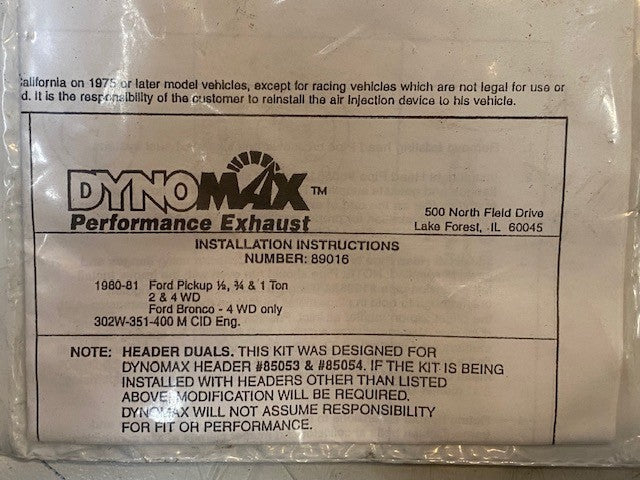 California on 1975 or later model vehicles, except for racing vehicles which are not legal for use or
d. It is the responsibility of the customer to reinstall the air injection device to his vehicle.
DYNOMAX™
Performance Exhaust
500 North Field Drive
Lake Forest, IL 60045
INSTALLATION INSTRUCTIONS
NUMBER: 89016
1980-81 Ford Pickup ½, ¾ & 1 Ton
2 & 4 WD
Ford Bronco - 4 WD only
302W-351-400 M CID Eng.
NOTE: HEADER DUALS. THIS KIT WAS DESIGNED FOR
DYNOMAX HEADER #85053 & #85054. IF THE KIT IS BEING
INSTALLED WITH HEADERS OTHER THAN LISTED
ABOVE, MODIFICATION WILL BE REQUIRED.
DYNOMAX WILL NOT ASSUME RESPONSIBILITY
FOR FIT OR PERFORMANCE.